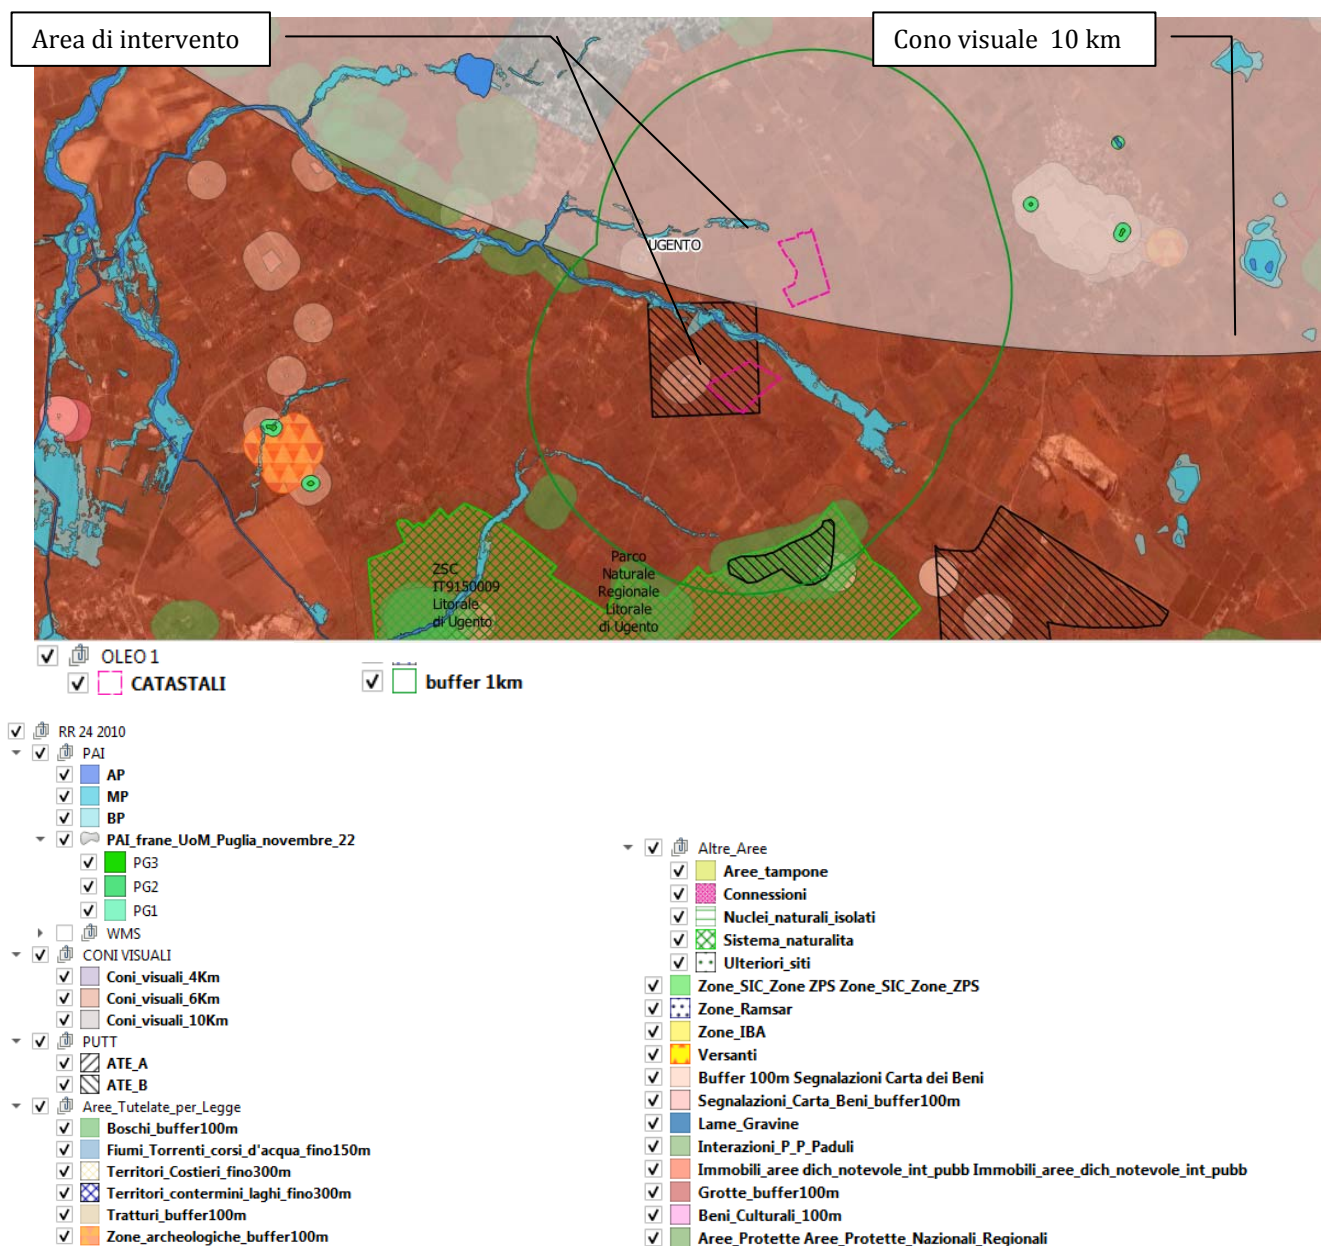 Area di intervento
Cono visuale 10 km
UGENTO
ZSC
IT9150009
Litorale
di Ugento
Parco
Naturale
Regionale
Litorale
di Ugento
OLEO 1
CATASTALI
buffer 1km
RR 24 2010
PAI
AP
MP
BP
PAI_frane_UoM_Puglia_novembre_22
PG3
PG2
PG1
WMS
CONI VISUALI
Coni_visuali_4Km
Coni_visuali_6Km
Coni_visuali_10Km
PUTT
ATE_A
ATE_B
Aree_Tutelate_per_Legge
Boschi_buffer100m
Fiumi_Torrenti_corsi_d'acqua_fino150m
Territori_Costieri_fino300m
Territori_contermini_laghi_fino300m
Tratturi_buffer100m
Zone_archeologiche_buffer100m
Altre_Aree
Aree_tampone
Connessioni
Nuclei_naturali_isolati
Sistema_naturalita
Ulteriori_siti
Zone_SIC_Zone ZPS Zone_SIC_Zone_ZPS
Zone_Ramsar
Zone_IBA
Versanti
Buffer 100m Segnalazioni Carta dei Beni
Segnalazioni_Carta_Beni_buffer100m
Lame_Gravine
Interazioni_P_P_Paduli
Immobili_aree dich_notevole_int_pubb Immobili_aree_dich_notevole_int_pubb
Grotte_buffer100m
Beni_Culturali_100m
Aree_Protette Aree_Protette_Nazionali_Regionali